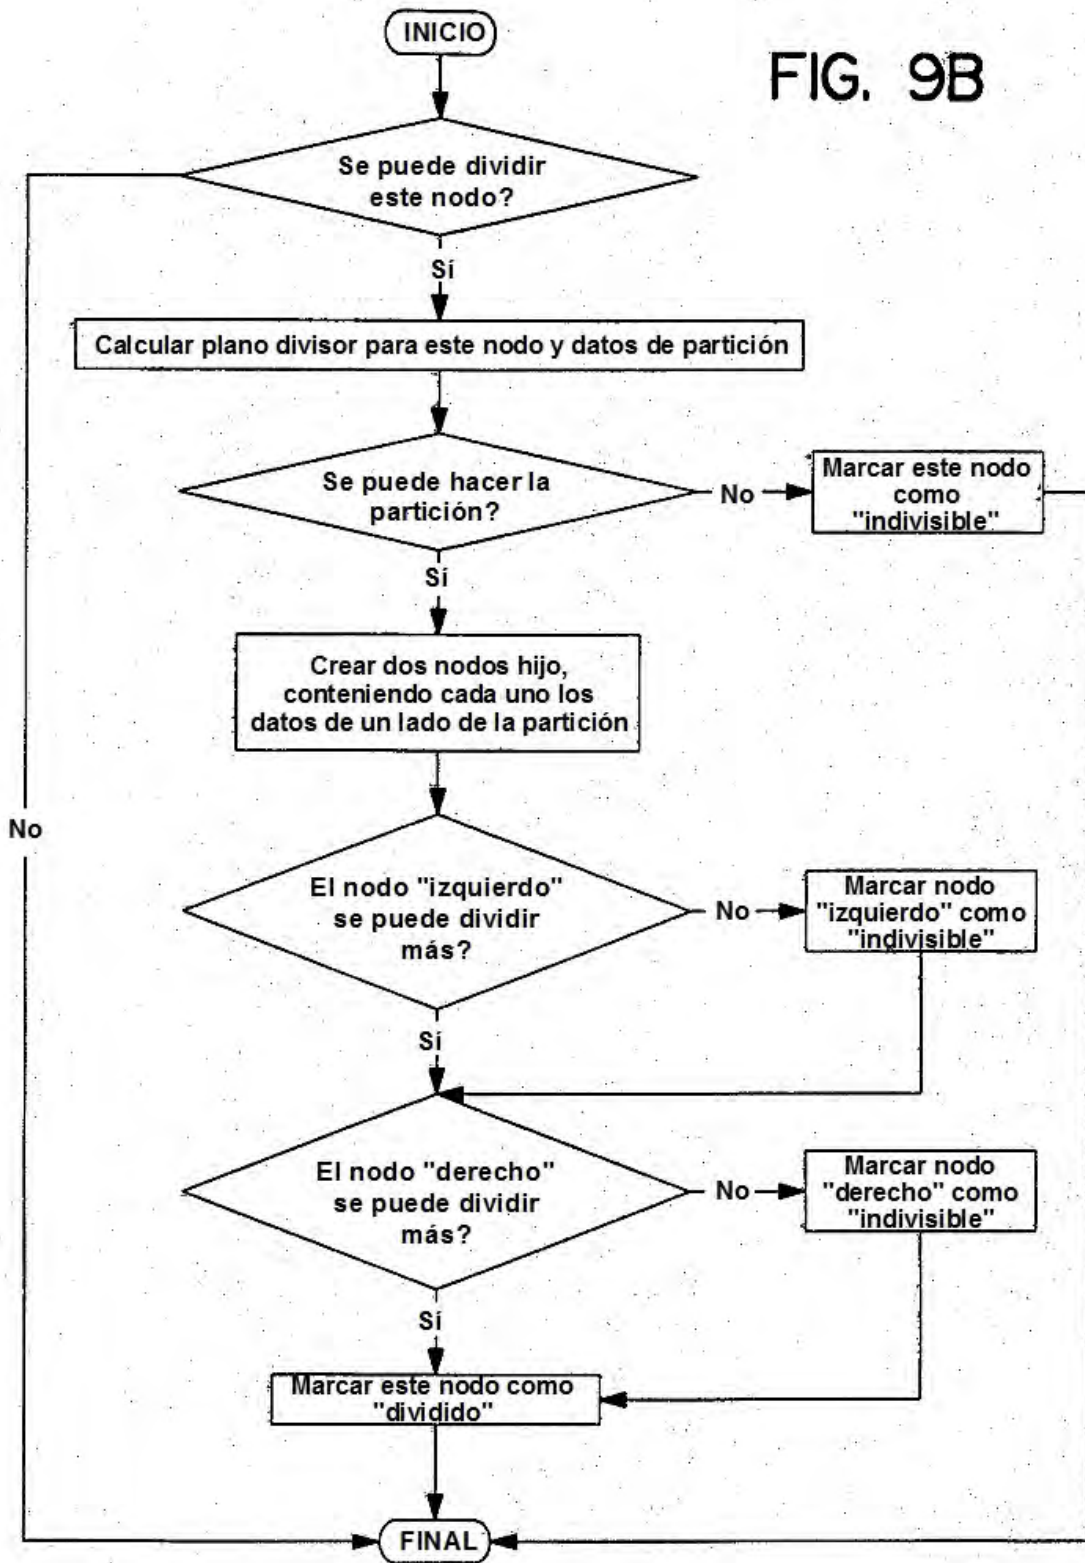 INICIO
FIG. 9B
Se puede dividir
este nodo?
Sí
Calcular plano divisor para este nodo y datos de partición
Se puede hacer la
partición?
No
Marcar este nodo
como
"indivisible"
Sí
Crear dos nodos hijo,
conteniendo cada uno los
datos de un lado de la partición
No
El nodo "izquierdo"
se puede dividir
más?
No
Marcar nodo
"izquierdo" como
"indivisible"
Sí
El nodo "derecho"
se puede dividir
más?
No
Marcar nodo
"derecho" como
"indivisible"
Sí
Marcar este nodo como
"dividido"
FINAL